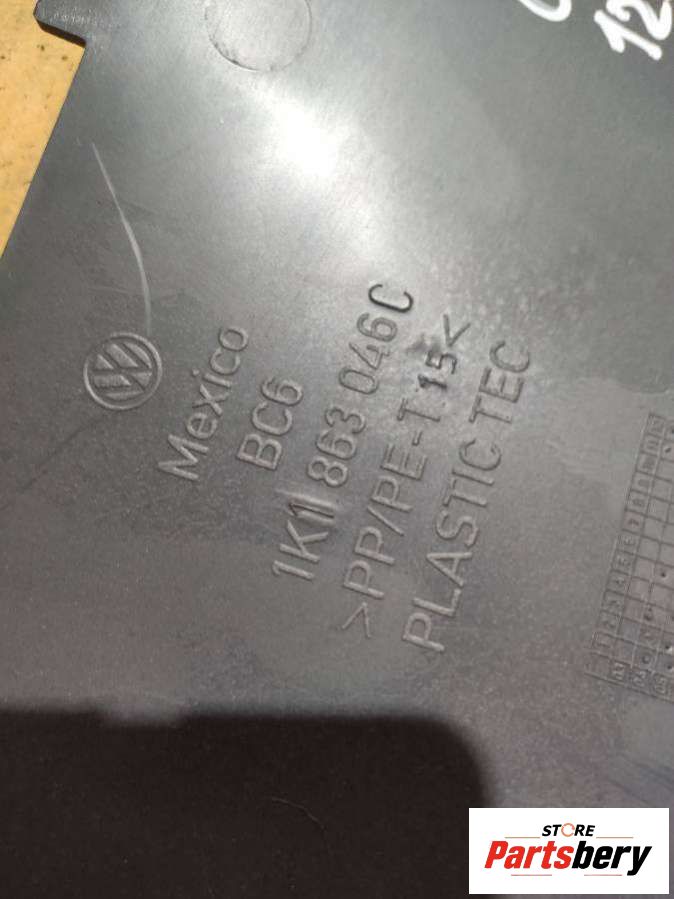 Mexico
BC6
1K1 863 046C
>PP/PE-T15<
PLASTIC TEC
STORE
Partsbery